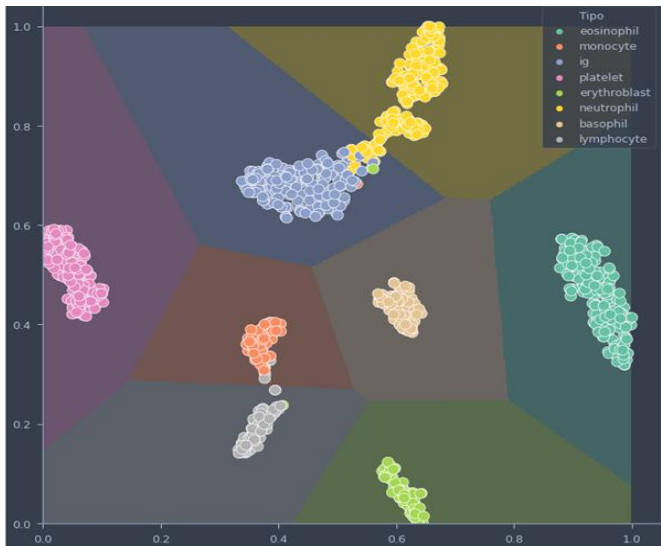 Tipo
eosinophil
monocyte
ig
platelet
erythroblast
neutrophil
basophil
lymphocyte
1.0
0.8
0.6
0.4
0.2
0.0
0.0 0.2 0.4 0.6 0.8 1.0